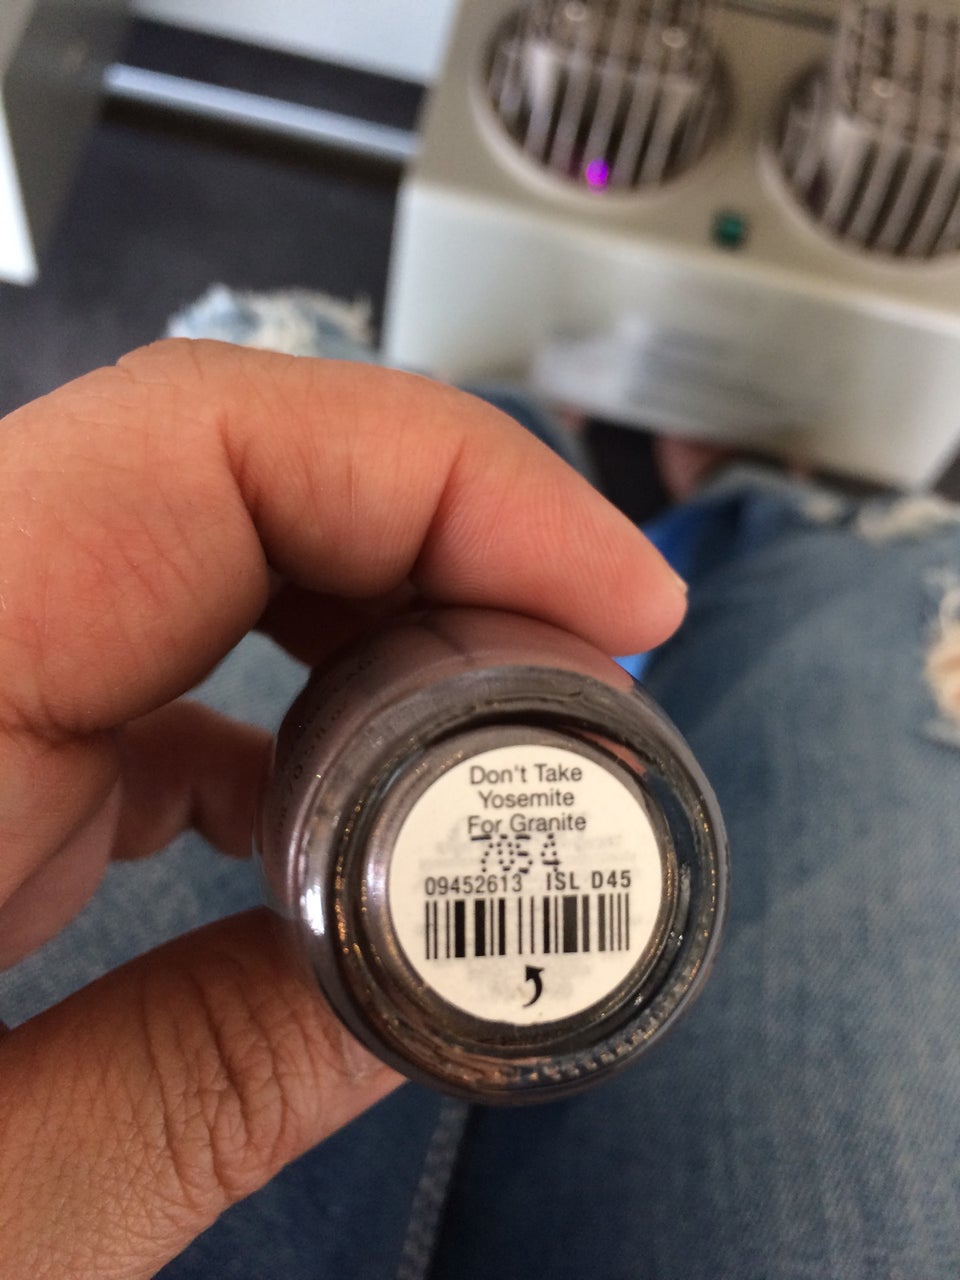 Don't Take
Yosemite
For Granite
7054
09452613 ISL D45